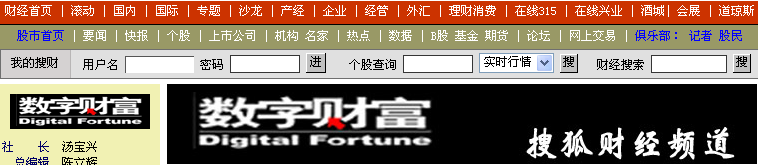 财经首页 | 滚动 | 国内 | 国际 | 专题 | 沙龙 | 产经 | 企业 | 经管 | 外汇 | 理财消费 | 在线315 | 在线兴业 | 酒城 | 会展 | 道琼斯
股市首页 | 要闻 | 快报 | 个股 | 上市公司 | 机构 名家 | 热点 | 数据 | B股 基金 期货 | 论坛 | 网上交易 | 俱乐部： 记者 股民
我的搜财 用户名 密码 进 个股查询 实时行情 搜 财经搜索 搜
数字财富
Digital Fortune
社 长 汤宝兴
总编辑 陈立辉
数字财富
Digital Fortune
搜狐财经频道